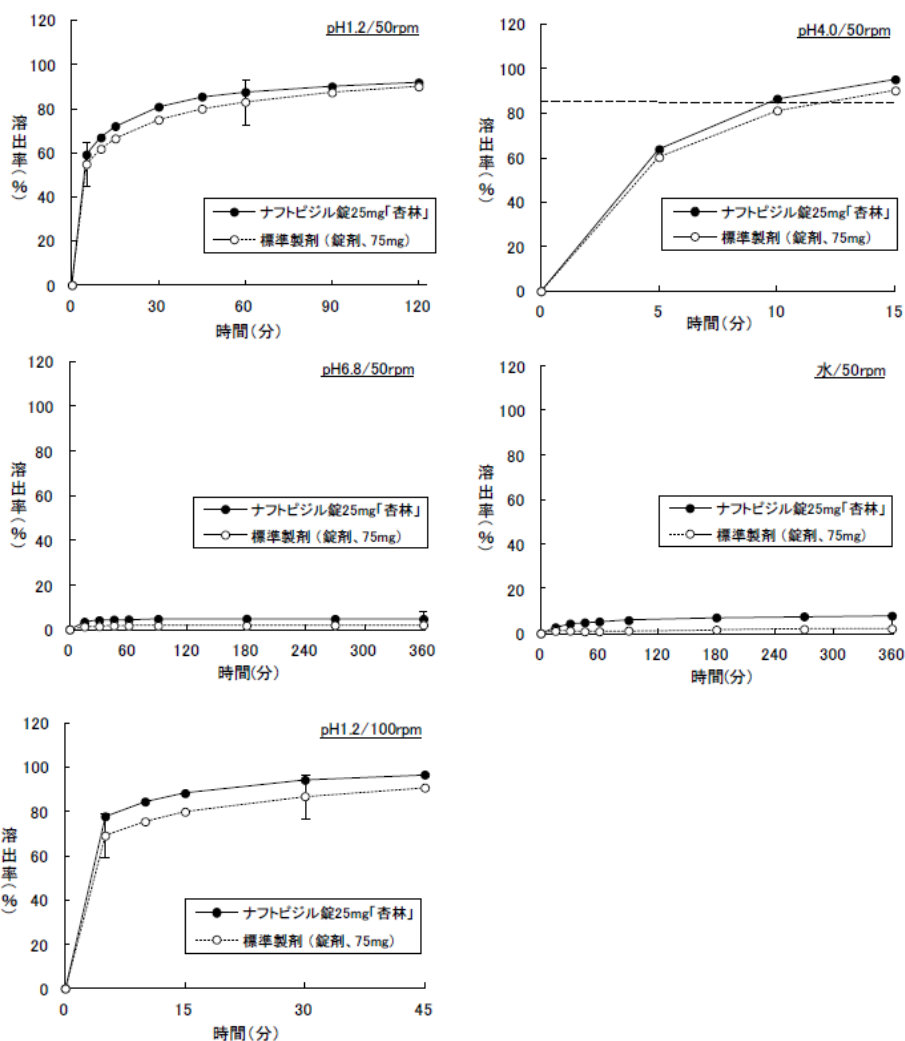 pH1.2/50rpm
120
100
80
60
40
20
0
溶出率(%)
ナフトピジル錠25mg「杏林」
標準製剤(錠剤、75mg)
0 30 60 90 120
時間(分)
pH4.0/50rpm
120
100
80
60
40
20
0
溶出率(%)
ナフトピジル錠25mg「杏林」
標準製剤(錠剤、75mg)
0 5 10 15
時間(分)
pH6.8/50rpm
120
100
80
60
40
20
0
溶出率(%)
ナフトピジル錠25mg「杏林」
標準製剤(錠剤、75mg)
0 60 120 180 240 300 360
時間(分)
水/50rpm
120
100
80
60
40
20
0
溶出率(%)
ナフトピジル錠25mg「杏林」
標準製剤(錠剤、75mg)
0 60 120 180 240 300 360
時間(分)
pH1.2/100rpm
120
100
80
60
40
20
0
溶出率(%)
ナフトピジル錠25mg「杏林」
標準製剤(錠剤、75mg)
0 15 30 45
時間(分)